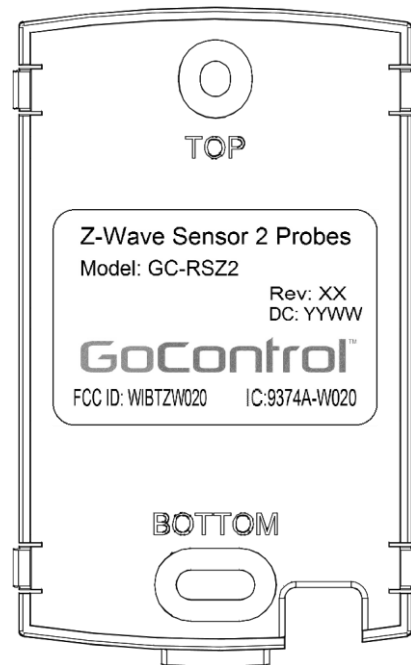 TOP
Z-Wave Sensor 2 Probes
Model: GC-RSZ2
Rev: XX
DC: YYWW
GoControl™
FCC ID: WIBTZW020 IC:9374A-W020
BOTTOM